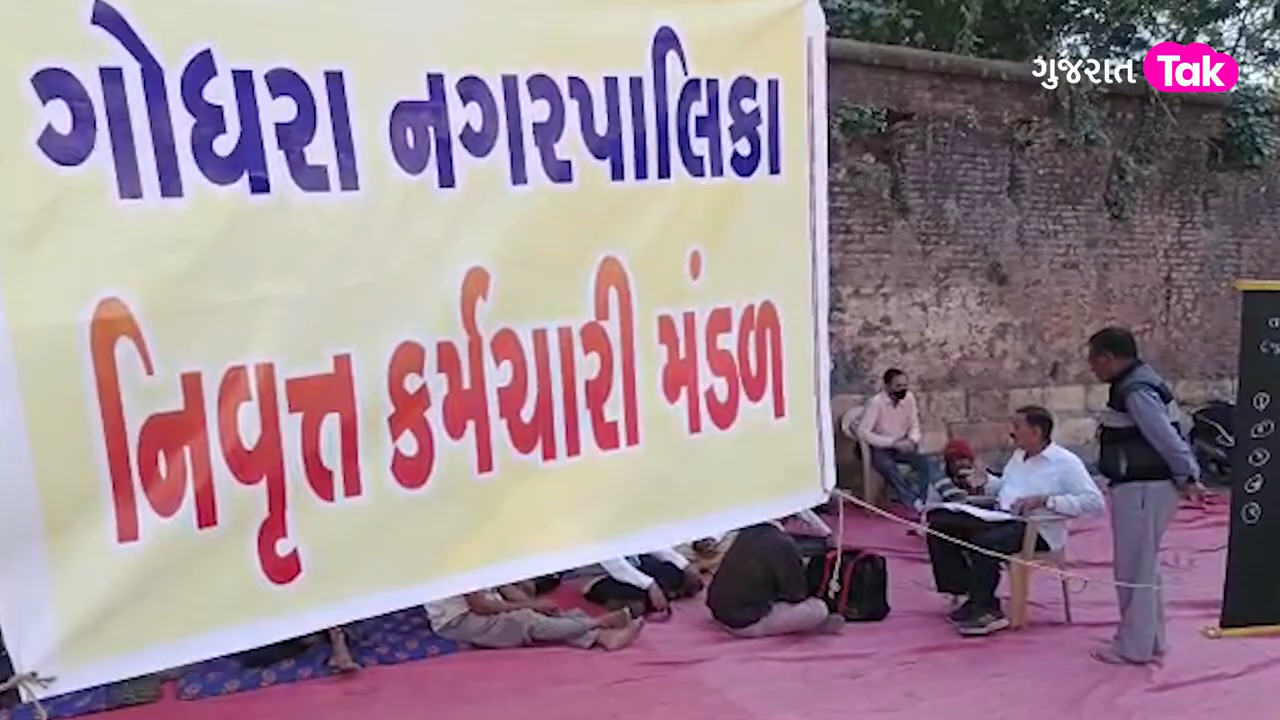 ગુજરાત Tak
ગોધરા નગરપાલિકા
નિવૃત્ત કર્મચારી મંડળ